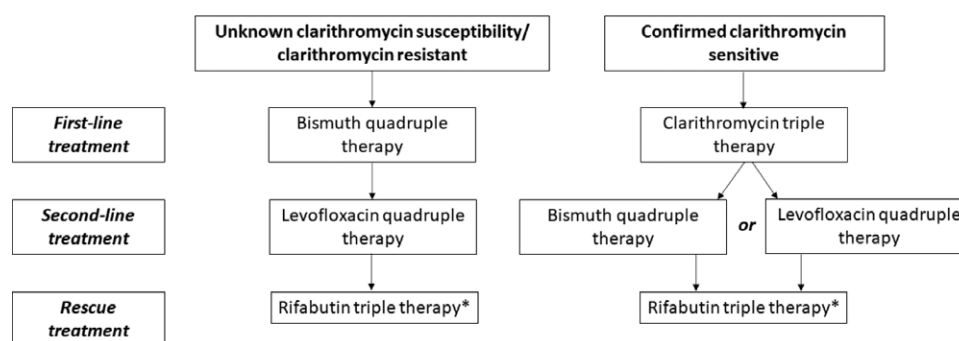 Unknown clarithromycin susceptibility/
clarithromycin resistant
Confirmed clarithromycin
sensitive
First-line
treatment
Bismuth quadruple
therapy
Clarithromycin triple
therapy
Second-line
treatment
Levofloxacin quadruple
therapy
Bismuth quadruple
therapy
or
Levofloxacin quadruple
therapy
Rescue
treatment
Rifabutin triple therapy*
Rifabutin triple therapy*